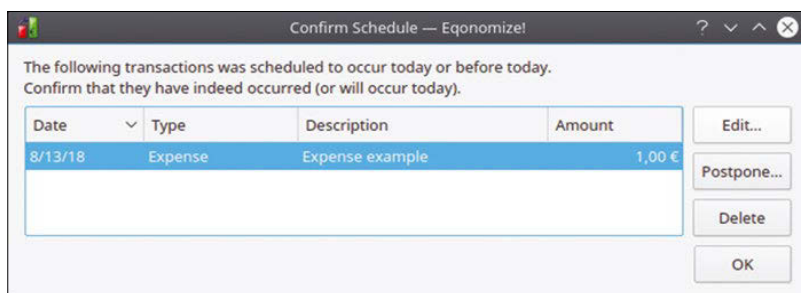 Confirm Schedule — Eqonomize!
The following transactions was scheduled to occur today or before today.
Confirm that they have indeed occurred (or will occur today).
Date Type Description Amount
8/13/18 Expense Expense example 1,00 €
Edit...
Postpone...
Delete
OK